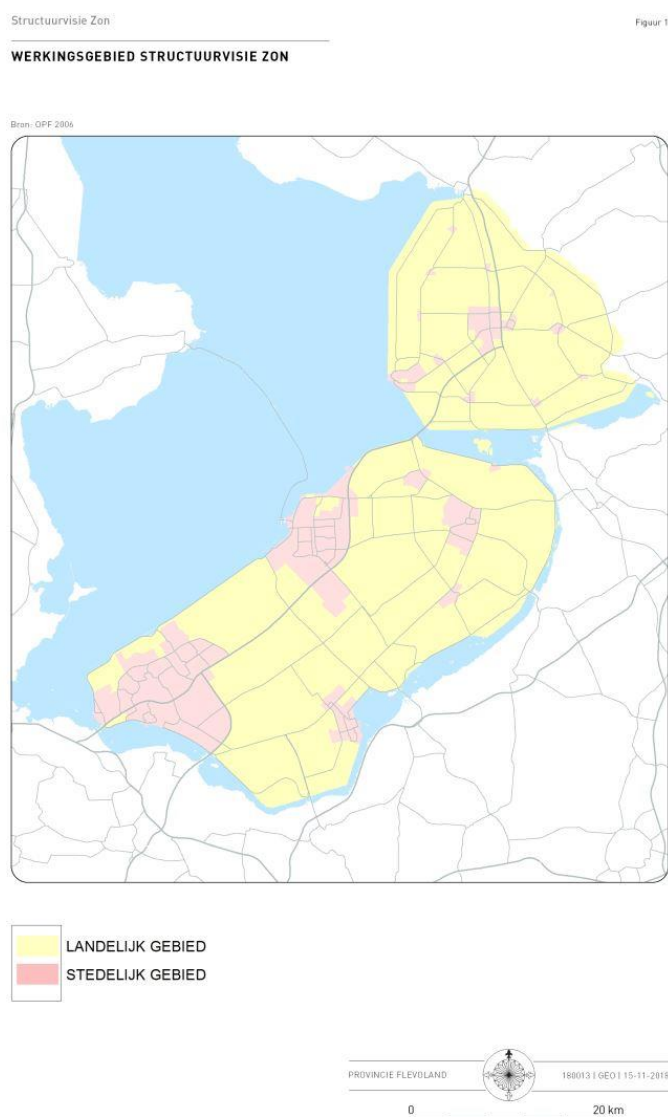 Structuurvisie Zon
Figuur 1
WERKINGSGEBIED STRUCTUURVISIE ZON
Bron: OPF 2006
LANDELIJK GEBIED
STEDELIJK GEBIED
PROVINCIE FLEVOLAND
180013 | GEO | 15-11-2018
0
20 km